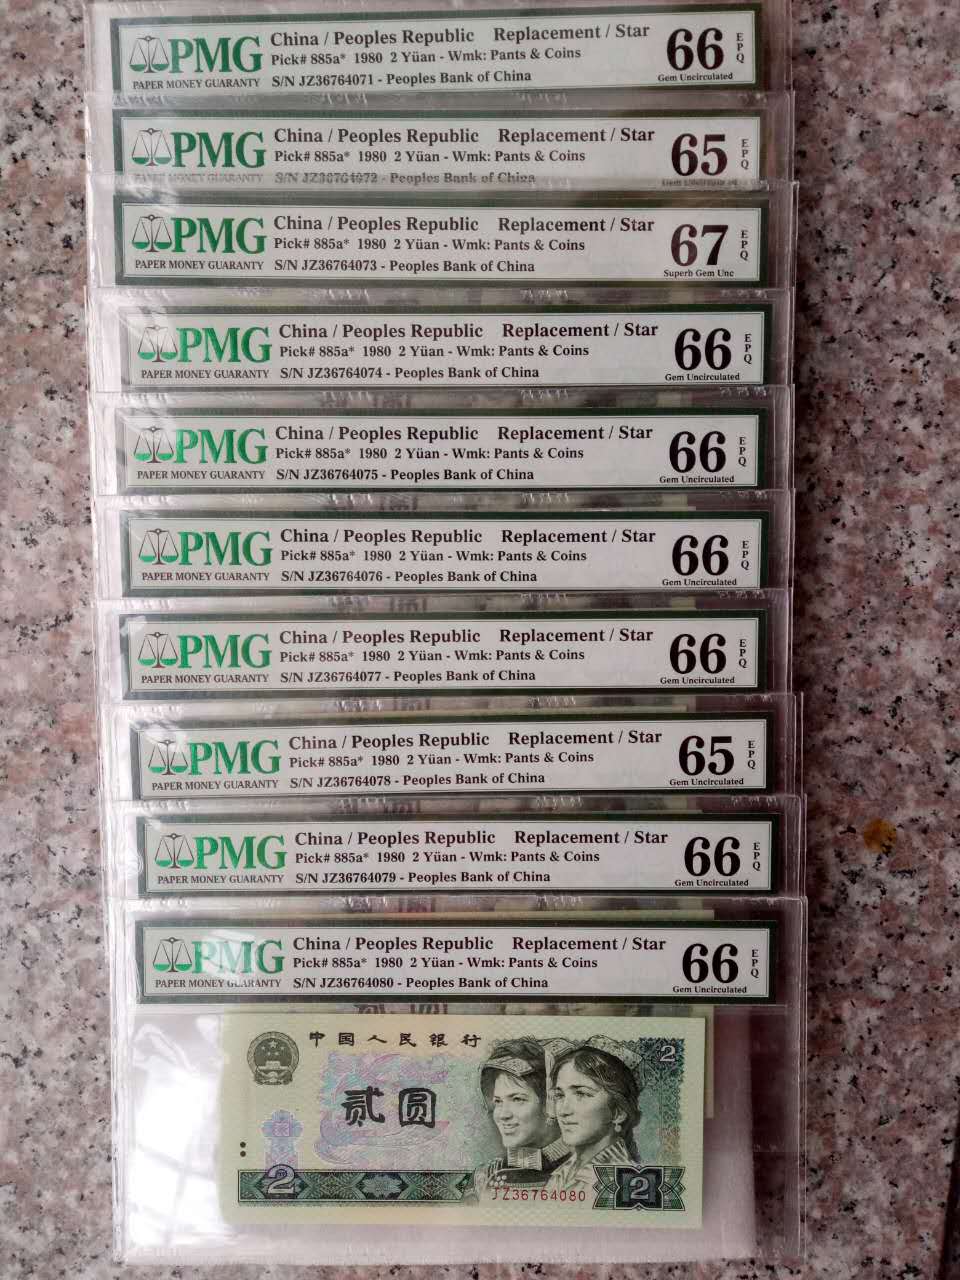 PMG
PAPER MONEY GUARANTY
China / Peoples Republic Replacement / Star
Pick# 885a* 1980 2 Yüan - Wmk: Pants & Coins
S/N JZ36764071 - Peoples Bank of China
66 EPQ
Gem Uncirculated
PMG
PAPER MONEY GUARANTY
China / Peoples Republic Replacement / Star
Pick# 885a* 1980 2 Yüan - Wmk: Pants & Coins
S/N JZ36764072 - Peoples Bank of China
65 EPQ
Gem Uncirculated
PMG
PAPER MONEY GUARANTY
China / Peoples Republic Replacement / Star
Pick# 885a* 1980 2 Yüan - Wmk: Pants & Coins
S/N JZ36764073 - Peoples Bank of China
67 EPQ
Superb Gem Unc
PMG
PAPER MONEY GUARANTY
China / Peoples Republic Replacement / Star
Pick# 885a* 1980 2 Yüan - Wmk: Pants & Coins
S/N JZ36764074 - Peoples Bank of China
66 EPQ
Gem Uncirculated
PMG
PAPER MONEY GUARANTY
China / Peoples Republic Replacement / Star
Pick# 885a* 1980 2 Yüan - Wmk: Pants & Coins
S/N JZ36764075 - Peoples Bank of China
66 EPQ
Gem Uncirculated
PMG
PAPER MONEY GUARANTY
China / Peoples Republic Replacement / Star
Pick# 885a* 1980 2 Yüan - Wmk: Pants & Coins
S/N JZ36764076 - Peoples Bank of China
66 EPQ
Gem Uncirculated
PMG
PAPER MONEY GUARANTY
China / Peoples Republic Replacement / Star
Pick# 885a* 1980 2 Yüan - Wmk: Pants & Coins
S/N JZ36764077 - Peoples Bank of China
66 EPQ
Gem Uncirculated
PMG
PAPER MONEY GUARANTY
China / Peoples Republic Replacement / Star
Pick# 885a* 1980 2 Yüan - Wmk: Pants & Coins
S/N JZ36764078 - Peoples Bank of China
65 EPQ
Gem Uncirculated
PMG
PAPER MONEY GUARANTY
China / Peoples Republic Replacement / Star
Pick# 885a* 1980 2 Yüan - Wmk: Pants & Coins
S/N JZ36764079 - Peoples Bank of China
66 EPQ
Gem Uncirculated
PMG
PAPER MONEY GUARANTY
China / Peoples Republic Replacement / Star
Pick# 885a* 1980 2 Yüan - Wmk: Pants & Coins
S/N JZ36764080 - Peoples Bank of China
66 EPQ
Gem Uncirculated
中国人民银行
2
贰圆
2
JZ36764080
2